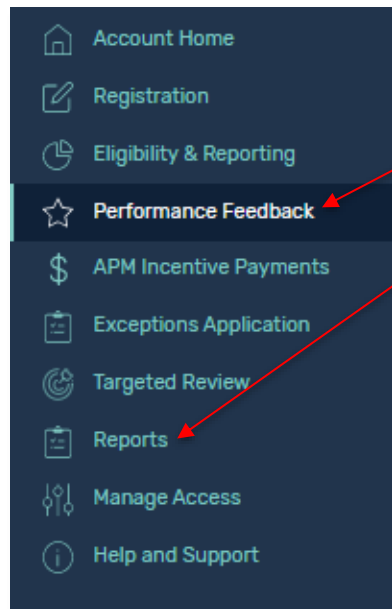 Account Home
Registration
Eligibility & Reporting
Performance Feedback
APM Incentive Payments
Exceptions Application
Targeted Review
Reports
Manage Access
Help and Support